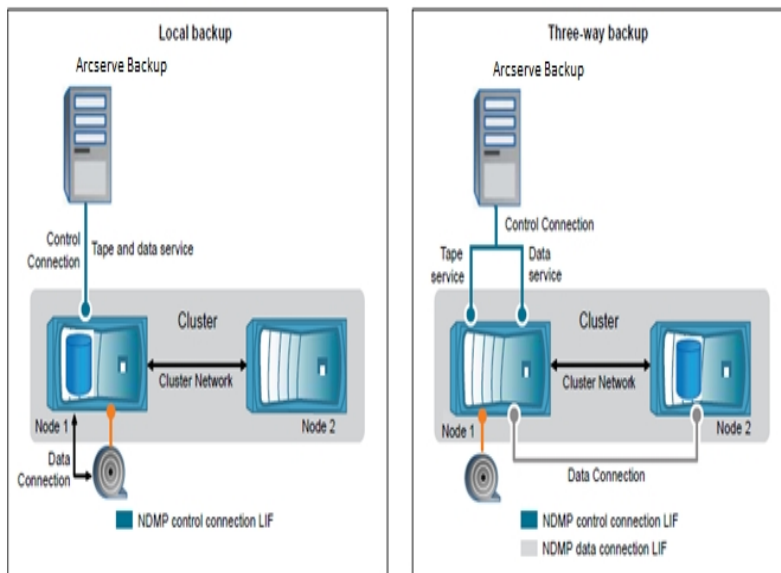 Local backup
Arcserve Backup
Control
Connection
Tape and data service
Cluster
Cluster Network
Node 1
Node 2
Data
Connection
NDMP control connection LIF
Three-way backup
Arcserve Backup
Control Connection
Tape
service
Data
service
Cluster
Cluster Network
Node 1
Node 2
Data Connection
NDMP control connection LIF
NDMP data connection LIF